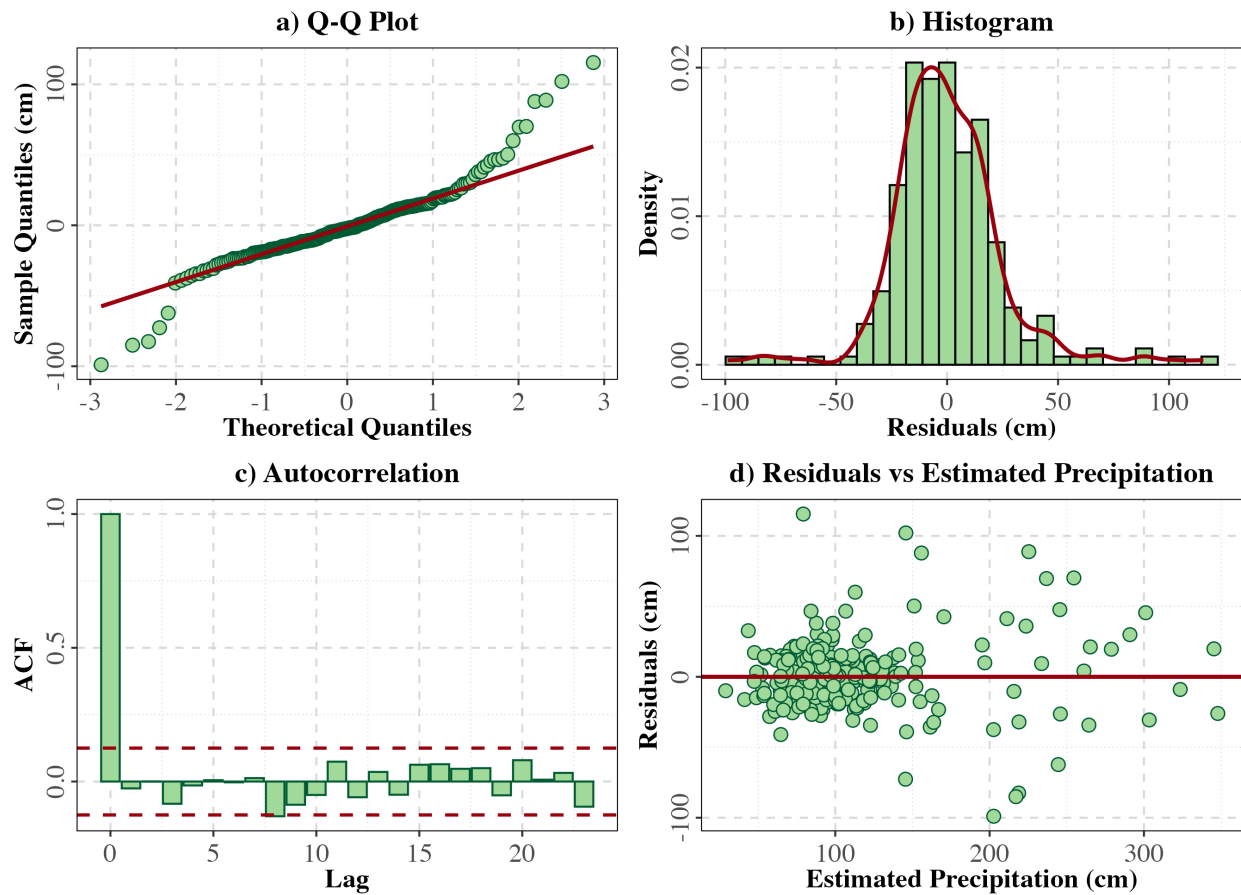 a) Q-Q Plot
Sample Quantiles (cm)
100
0
-100
-3 -2 -1 0 1 2 3
Theoretical Quantiles
b) Histogram
Density
0.02
0.01
0.00
-100 -50 0 50 100
Residuals (cm)
c) Autocorrelation
ACF
1.0
0.5
0.0
0 5 10 15 20
Lag
d) Residuals vs Estimated Precipitation
Residuals (cm)
100
0
-100
100 200 300
Estimated Precipitation (cm)